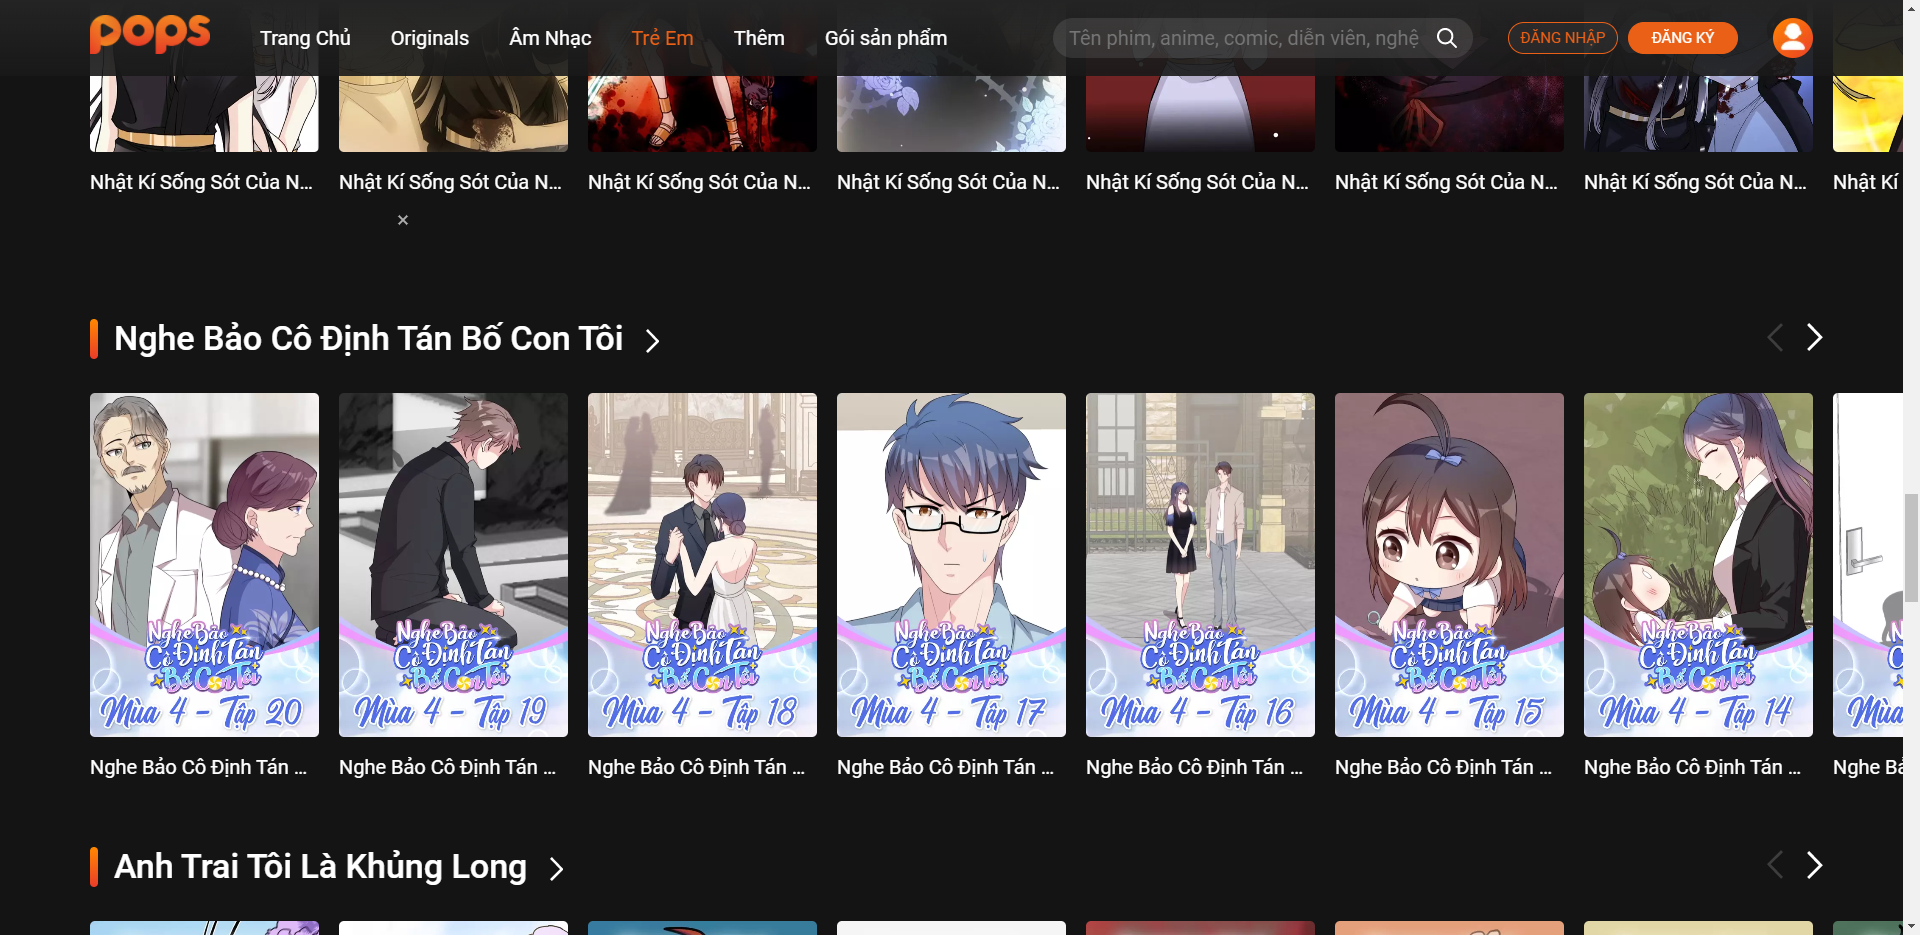 POPS
Trang Chủ
Originals
Âm Nhạc
Trẻ Em
Thêm
Gói sản phẩm
Tên phim, anime, comic, diễn viên, nghệ
ĐĂNG NHẬP
ĐĂNG KÝ
Nhật Kí Sống Sót Của N...
Nhật Kí Sống Sót Của N...
Nhật Kí Sống Sót Của N...
Nhật Kí Sống Sót Của N...
Nhật Kí Sống Sót Của N...
Nhật Kí Sống Sót Của N...
Nhật Kí Sống Sót Của N...
Nhật Kí
Nghe Bảo Cô Định Tán Bố Con Tôi
Nghe Bảo
Cô Định Tán
Bố Con Tôi
Mùa 4 - Tập 20
Nghe Bảo
Cô Định Tán
Bố Con Tôi
Mùa 4 - Tập 19
Nghe Bảo
Cô Định Tán
Bố Con Tôi
Mùa 4 - Tập 18
Nghe Bảo
Cô Định Tán
Bố Con Tôi
Mùa 4 - Tập 17
Nghe Bảo
Cô Định Tán
Bố Con Tôi
Mùa 4 - Tập 16
Nghe Bảo
Cô Định Tán
Bố Con Tôi
Mùa 4 - Tập 15
Nghe Bảo
Cô Định Tán
Bố Con Tôi
Mùa 4 - Tập 14
Mùa
Nghe Bảo Cô Định Tán ...
Nghe Bảo Cô Định Tán ...
Nghe Bảo Cô Định Tán ...
Nghe Bảo Cô Định Tán ...
Nghe Bảo Cô Định Tán ...
Nghe Bảo Cô Định Tán ...
Nghe Bảo Cô Định Tán ...
Nghe Bả
Anh Trai Tôi Là Khủng Long